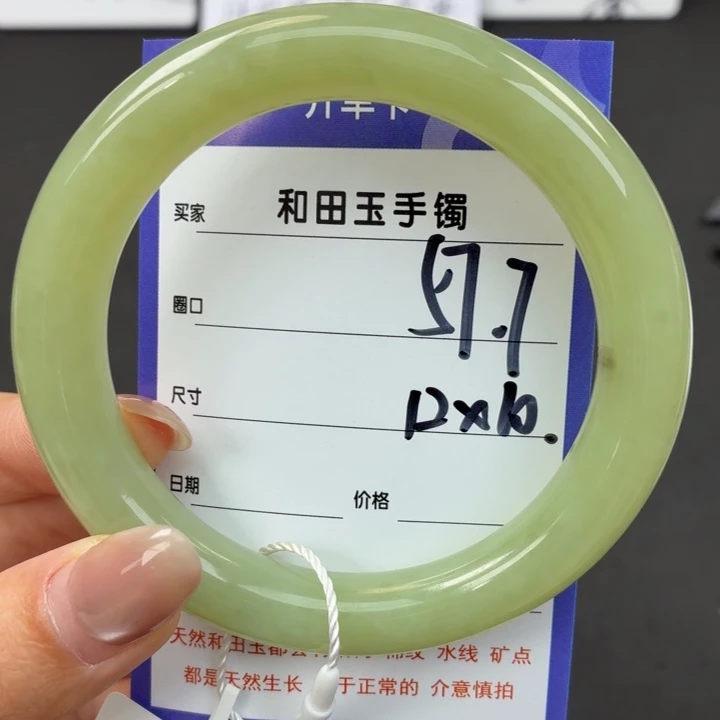 买家 和田玉手镯
圈口 57.7
尺寸 12x10
日期 价格
天然和田玉都 水线 矿点
都是天然生长 于正常的 介意慎拍